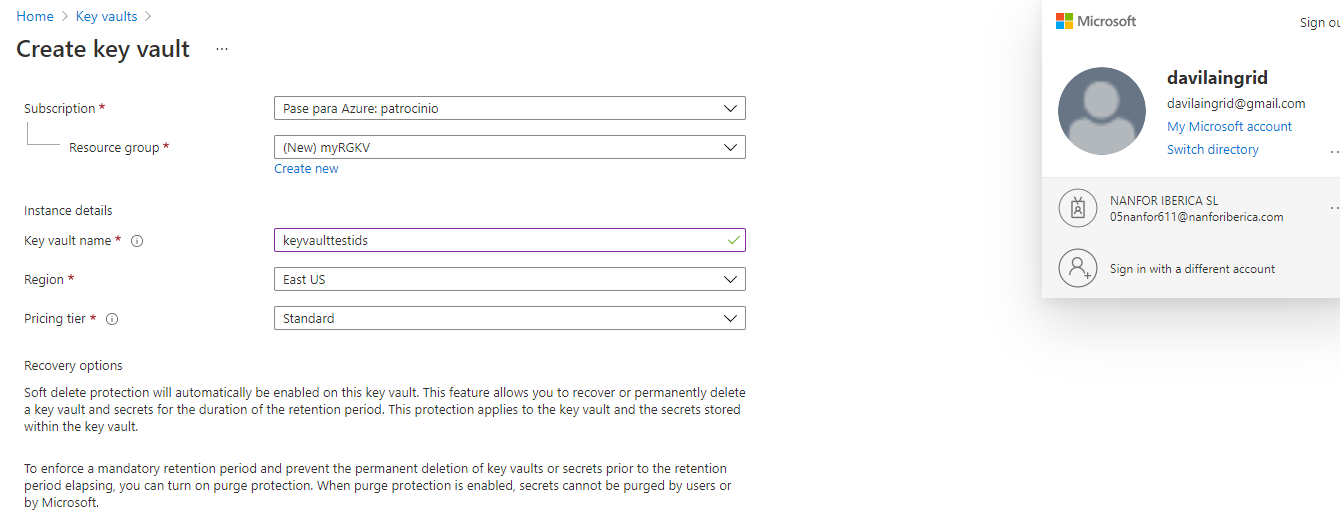 Home > Key vaults >
Create key vault ...
Subscription *
Pase para Azure: patrocinio
Resource group *
(New) myRGKV
Create new
Instance details
Key vault name *
keyvaulttestids
Region *
East US
Pricing tier *
Standard
Recovery options
Soft delete protection will automatically be enabled on this key vault. This feature allows you to recover or permanently delete
a key vault and secrets for the duration of the retention period. This protection applies to the key vault and the secrets stored
within the key vault.
To enforce a mandatory retention period and prevent the permanent deletion of key vaults or secrets prior to the retention
period elapsing, you can turn on purge protection. When purge protection is enabled, secrets cannot be purged by users or
by Microsoft.
Microsoft
Sign ou
davilaingrid
davilaingrid@gmail.com
My Microsoft account
Switch directory
NANFOR IBERICA SL
05nanfor611@nanforiberica.com
Sign in with a different account